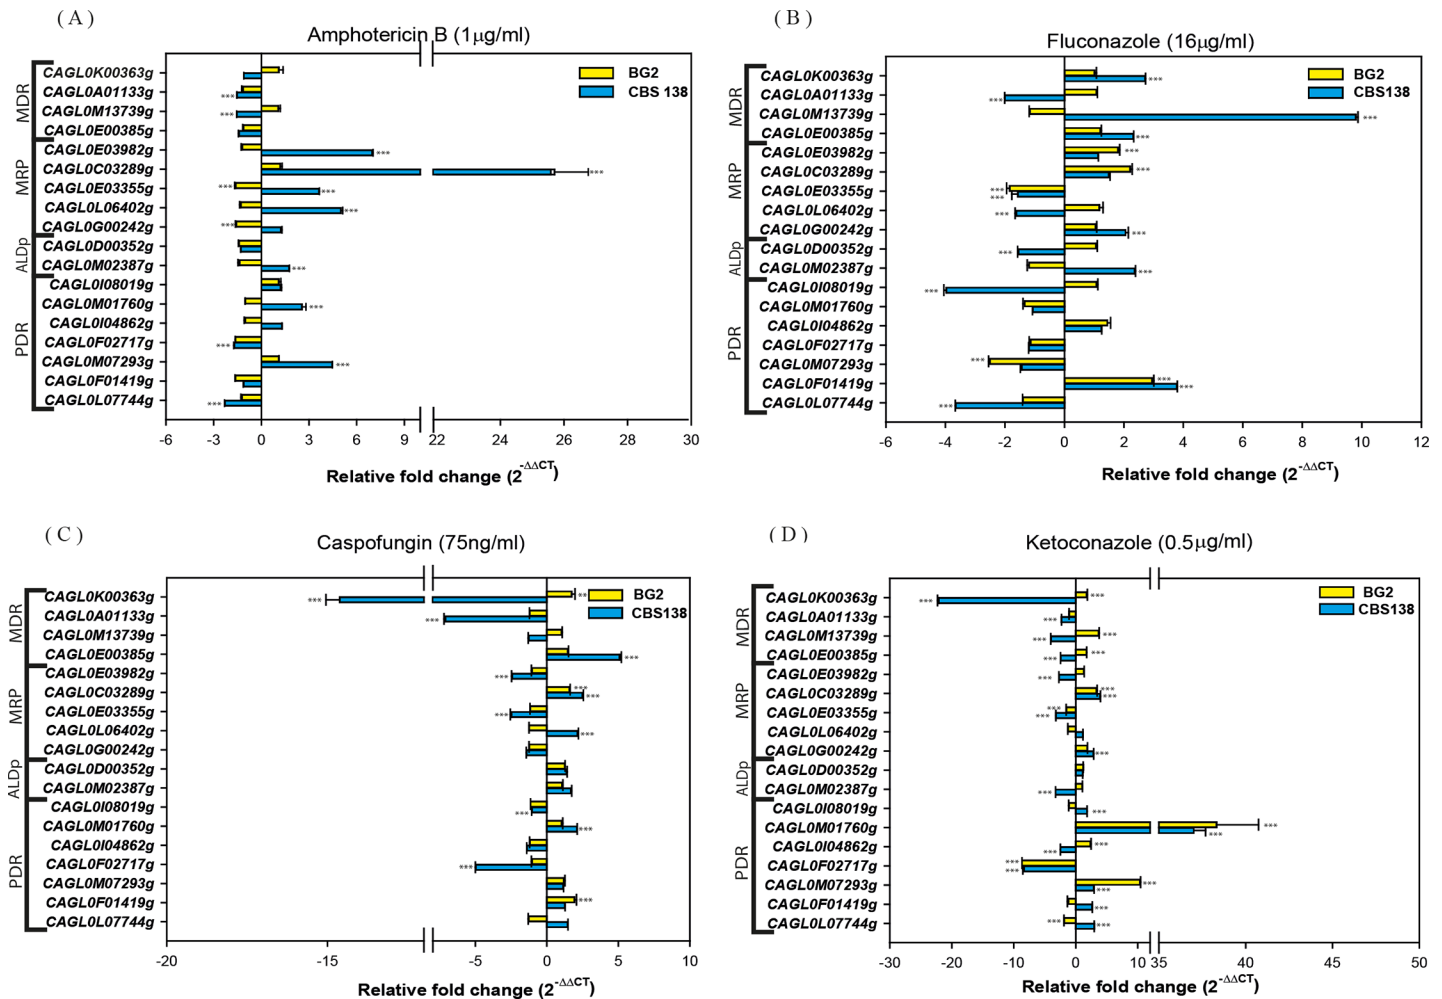 ( A )
Amphotericin B (1μg/ml)
BG2
CBS 138
MDR
MRP
ALDp
PDR
CAGL0K00363g
CAGL0A01133g
***
CAGL0M13739g
***
CAGL0E00385g
CAGL0E03982g
***
CAGL0C03289g
***
CAGL0E03355g
***
***
CAGL0L06402g
***
CAGL0G00242g
***
CAGL0D00352g
CAGL0M02387g
***
CAGL0I08019g
CAGL0M01760g
***
CAGL0I04862g
CAGL0F02717g
***
CAGL0M07293g
***
CAGL0F01419g
CAGL0L07744g
***
-6 -3 0 3 6 9 22 24 26 28 30
Relative fold change (2-ΔΔCT)
( B )
Fluconazole (16μg/ml)
BG2
CBS138
MDR
MRP
ALDp
PDR
CAGL0K00363g
***
CAGL0A01133g
***
CAGL0M13739g
***
CAGL0E00385g
***
CAGL0E03982g
***
CAGL0C03289g
***
CAGL0E03355g
***
***
CAGL0L06402g
***
CAGL0G00242g
***
CAGL0D00352g
***
CAGL0M02387g
***
CAGL0I08019g
***
CAGL0M01760g
CAGL0I04862g
CAGL0F02717g
CAGL0M07293g
***
CAGL0F01419g
***
***
CAGL0L07744g
***
-6 -4 -2 0 2 4 6 8 10 12
Relative fold change (2-ΔΔCT)
( C )
Caspofungin (75ng/ml)
BG2
CBS138
MDR
MRP
ALDp
PDR
CAGL0K00363g
**
***
CAGL0A01133g
***
CAGL0M13739g
CAGL0E00385g
***
CAGL0E03982g
***
CAGL0C03289g
***
***
CAGL0E03355g
***
CAGL0L06402g
***
CAGL0G00242g
CAGL0D00352g
CAGL0M02387g
CAGL0I08019g
***
CAGL0M01760g
***
CAGL0I04862g
CAGL0F02717g
***
CAGL0M07293g
CAGL0F01419g
***
CAGL0L07744g
-20 -15 -5 0 5 10
Relative fold change (2-ΔΔCT)
( D )
Ketoconazole (0.5μg/ml)
BG2
CBS138
MDR
MRP
ALDp
PDR
CAGL0K00363g
***
***
CAGL0A01133g
***
CAGL0M13739g
***
***
CAGL0E00385g
***
***
CAGL0E03982g
***
CAGL0C03289g
***
***
CAGL0E03355g
***
***
CAGL0L06402g
CAGL0G00242g
***
CAGL0D00352g
CAGL0M02387g
***
CAGL0I08019g
***
CAGL0M01760g
***
***
CAGL0I04862g
***
***
CAGL0F02717g
***
***
CAGL0M07293g
***
***
CAGL0F01419g
***
CAGL0L07744g
***
***
-30 -20 -10 0 10 35 40 45 50
Relative fold change (2-ΔΔCT)